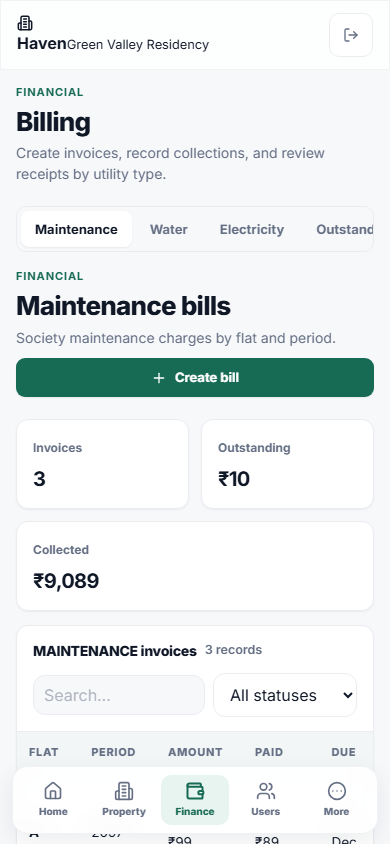 HavenGreen Valley Residency
FINANCIAL
Billing
Create invoices, record collections, and review
receipts by utility type.
Maintenance Water Electricity Outstand
FINANCIAL
Maintenance bills
Society maintenance charges by flat and period.
+ Create bill
Invoices
3
Outstanding
₹10
Collected
₹9,089
MAINTENANCE invoices 3 records
Search... All statuses
FLAT PERIOD AMOUNT PAID DUE
Home Property Finance Users More
₹99 ₹89 Dec